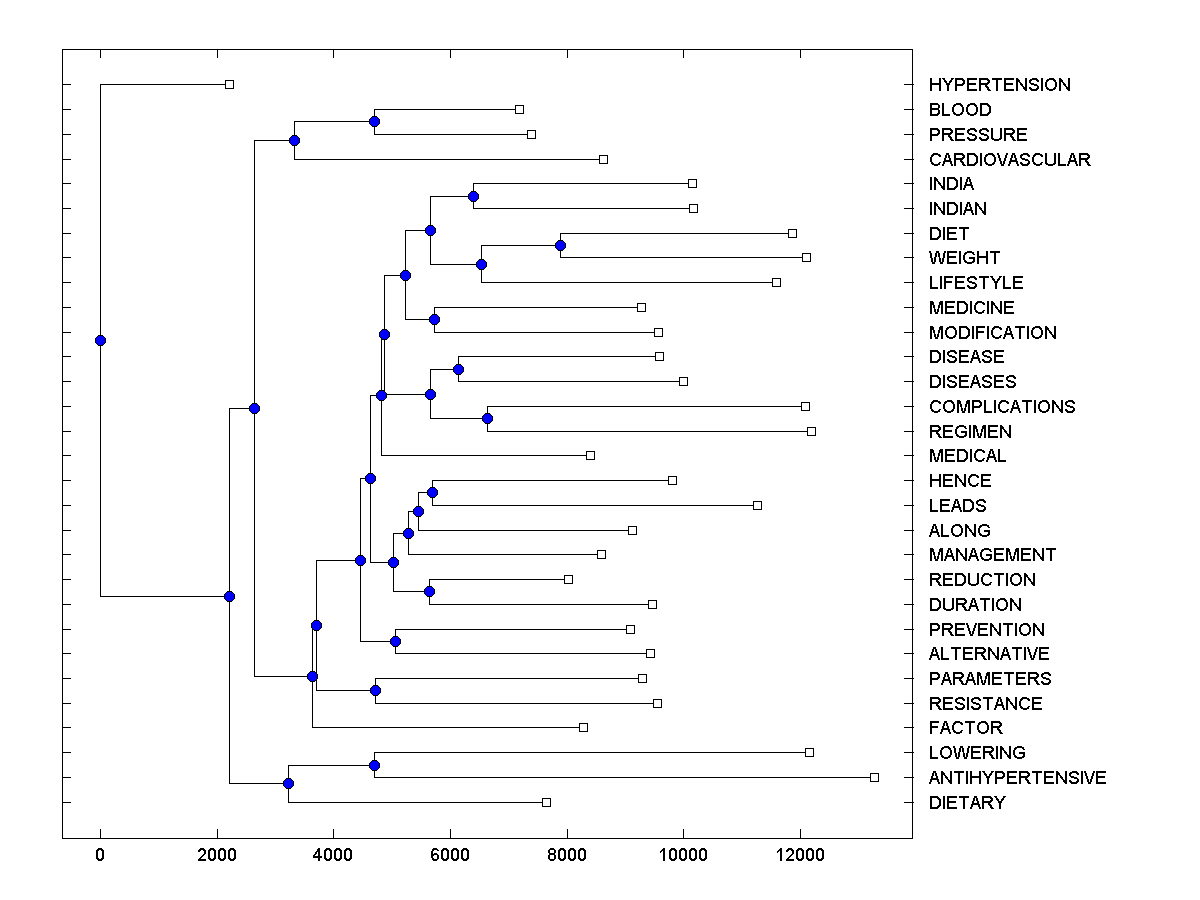 HYPERTENSION
BLOOD
PRESSURE
CARDIOVASCULAR
INDIA
INDIAN
DIET
WEIGHT
LIFESTYLE
MEDICINE
MODIFICATION
DISEASE
DISEASES
COMPLICATIONS
REGIMEN
MEDICAL
HENCE
LEADS
ALONG
MANAGEMENT
REDUCTION
DURATION
PREVENTION
ALTERNATIVE
PARAMETERS
RESISTANCE
FACTOR
LOWERING
ANTIHYPERTENSIVE
DIETARY
0 2000 4000 6000 8000 10000 12000